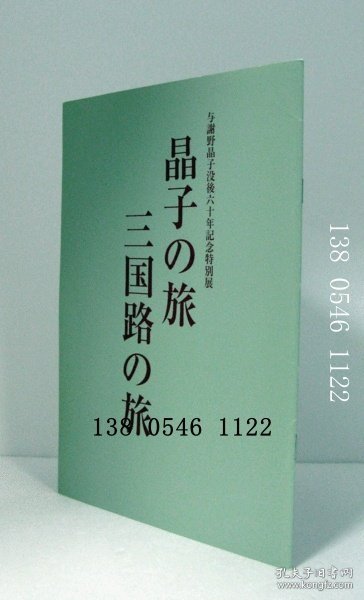 与謝野晶子没後六十年記念特別展
晶子の旅
三国路の旅
138 0546 1122
138 0546 1122
孔夫子旧书网
https://book.kongfz.com